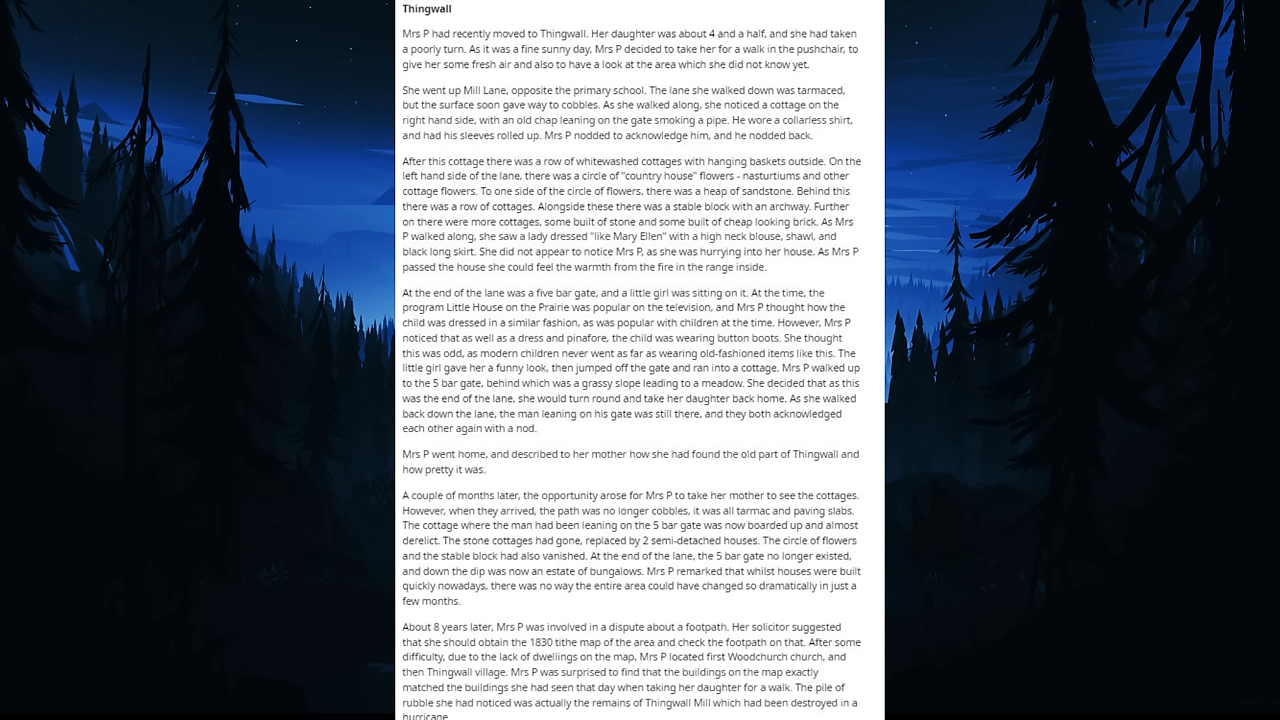 Thingwall
Mrs P had recently moved to Thingwall. Her daughter was about 4 and a half, and she had taken
a poorly turn. As it was a fine sunny day, Mrs P decided to take her for a walk in the pushchair, to
give her some fresh air and also to have a look at the area which she did not know yet.
She went up Mill Lane, opposite the primary school. The lane she walked down was tarmaced,
but the surface soon gave way to cobbles. As she walked along, she noticed a cottage on the
right hand side, with an old chap leaning on the gate smoking a pipe. He wore a collarless shirt,
and had his sleeves rolled up. Mrs P nodded to acknowledge him, and he nodded back.
After this cottage there was a row of whitewashed cottages with hanging baskets outside. On the
left hand side of the lane, there was a circle of "country house" flowers - nasturtiums and other
cottage flowers. To one side of the circle of flowers, there was a heap of sandstone. Behind this
there was a row of cottages. Alongside these there was a stable block with an archway. Further
on there were more cottages, some built of stone and some built of cheap looking brick. As Mrs
P walked along, she saw a lady dressed "like Mary Ellen" with a high neck blouse, shawl, and
black long skirt. She did not appear to notice Mrs P, as she was hurrying into her house. As Mrs P
passed the house she could feel the warmth from the fire in the range inside.
At the end of the lane was a five bar gate, and a little girl was sitting on it. At the time, the
program Little House on the Prairie was popular on the television, and Mrs P thought how the
child was dressed in a similar fashion, as was popular with children at the time. However, Mrs P
noticed that as well as a dress and pinafore, the child was wearing button boots. She thought
this was odd, as modern children never went as far as wearing old-fashioned items like this. The
little girl gave her a funny look, then jumped off the gate and ran into a cottage. Mrs P walked up
to the 5 bar gate, behind which was a grassy slope leading to a meadow. She decided that as this
was the end of the lane, she would turn round and take her daughter back home. As she walked
back down the lane, the man leaning on his gate was still there, and they both acknowledged
each other again with a nod.
Mrs P went home, and described to her mother how she had found the old part of Thingwall and
how pretty it was.
A couple of months later, the opportunity arose for Mrs P to take her mother to see the cottages.
However, when they arrived, the path was no longer cobbles, it was all tarmac and paving slabs.
The cottage where the man had been leaning on the 5 bar gate was now boarded up and almost
derelict. The stone cottages had gone, replaced by 2 semi-detached houses. The circle of flowers
and the stable block had also vanished. At the end of the lane, the 5 bar gate no longer existed,
and down the dip was now an estate of bungalows. Mrs P remarked that whilst houses were built
quickly nowadays, there was no way the entire area could have changed so dramatically in just a
few months.
About 8 years later, Mrs P was involved in a dispute about a footpath. Her solicitor suggested
that she should obtain the 1830 tithe map of the area and check the footpath on that. After some
difficulty, due to the lack of dwellings on the map, Mrs P located first Woodchurch church, and
then Thingwall village. Mrs P was surprised to find that the buildings on the map exactly
matched the buildings she had seen that day when taking her daughter for a walk. The pile of
rubble she had noticed was actually the remains of Thingwall Mill which had been destroyed in a
hurricane